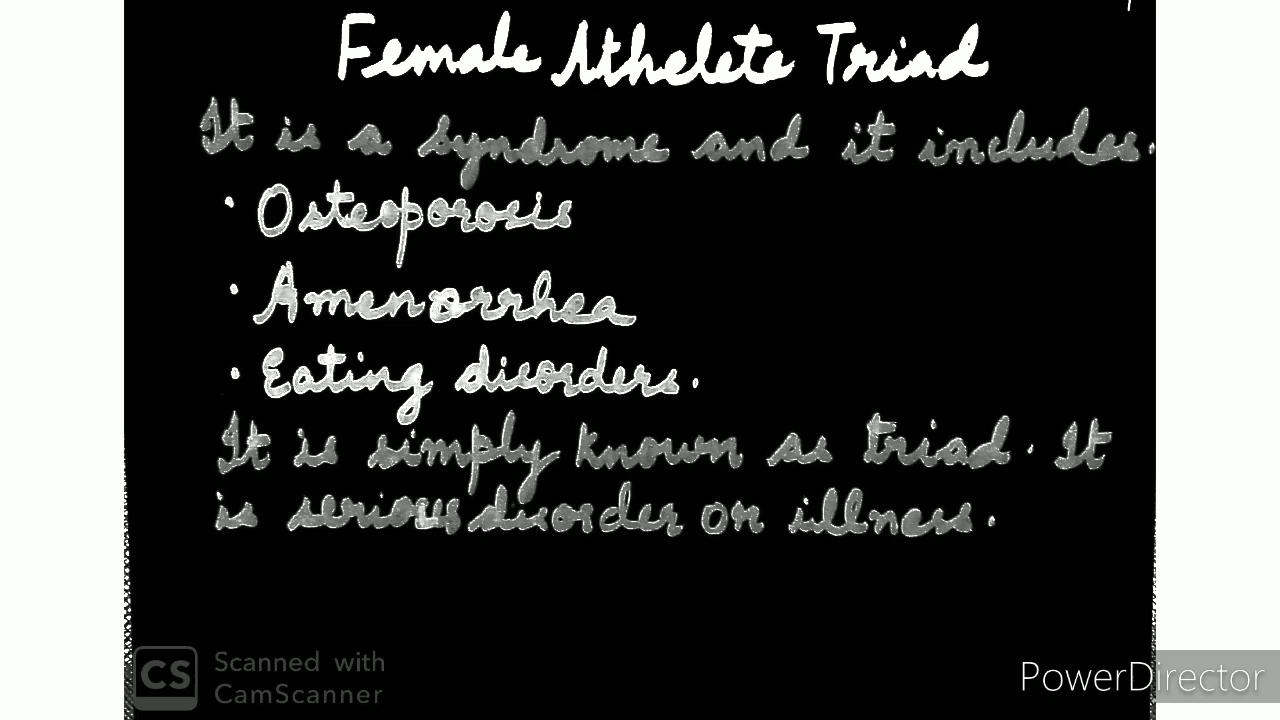 Female Athelete Triad
It is a syndrome and it includes.
• Osteoporosis
• Amenorrhea
• Eating disorders.
It is simply known as triad. It
is serious disorder or illness.
CS Scanned with
CamScanner
PowerDirector